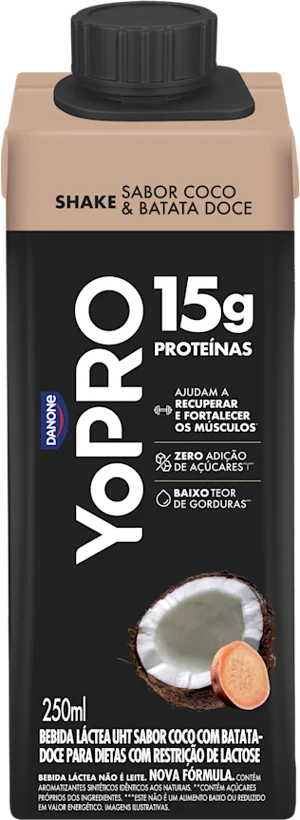 SHAKE SABOR COCO
& BATATA DOCE
DANONE
YoPRO
15g
PROTEÍNAS
AJUDAM A
RECUPERAR
E FORTALECER
OS MÚSCULOS*
ZERO ADIÇÃO
DE AÇÚCARES**/***
BAIXO TEOR
DE GORDURAS***
250ml
BEBIDA LÁCTEA UHT SABOR COCO COM BATATA-
DOCE PARA DIETAS COM RESTRIÇÃO DE LACTOSE
BEBIDA LÁCTEA NÃO É LEITE. NOVA FÓRMULA. CONTÉM
AROMATIZANTES SINTÉTICOS IDÊNTICOS AOS NATURAIS. **CONTÉM AÇÚCARES
PRÓPRIOS DOS INGREDIENTES. ***ESTE NÃO É UM ALIMENTO BAIXO OU REDUZIDO
EM VALOR ENERGÉTICO. IMAGENS ILUSTRATIVAS.